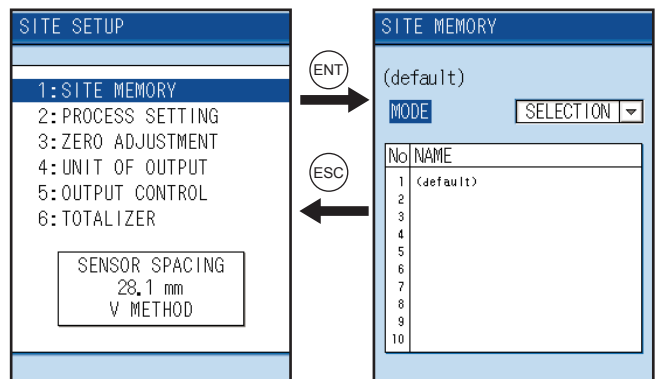 SITE SETUP
1:SITE MEMORY
2:PROCESS SETTING
3:ZERO ADJUSTMENT
4:UNIT OF OUTPUT
5:OUTPUT CONTROL
6:TOTALIZER
SENSOR SPACING
28.1 mm
V METHOD
ENT
ESC
SITE MEMORY
(default)
MODE SELECTION
No NAME
1 (default)
2
3
4
5
6
7
8
9
10